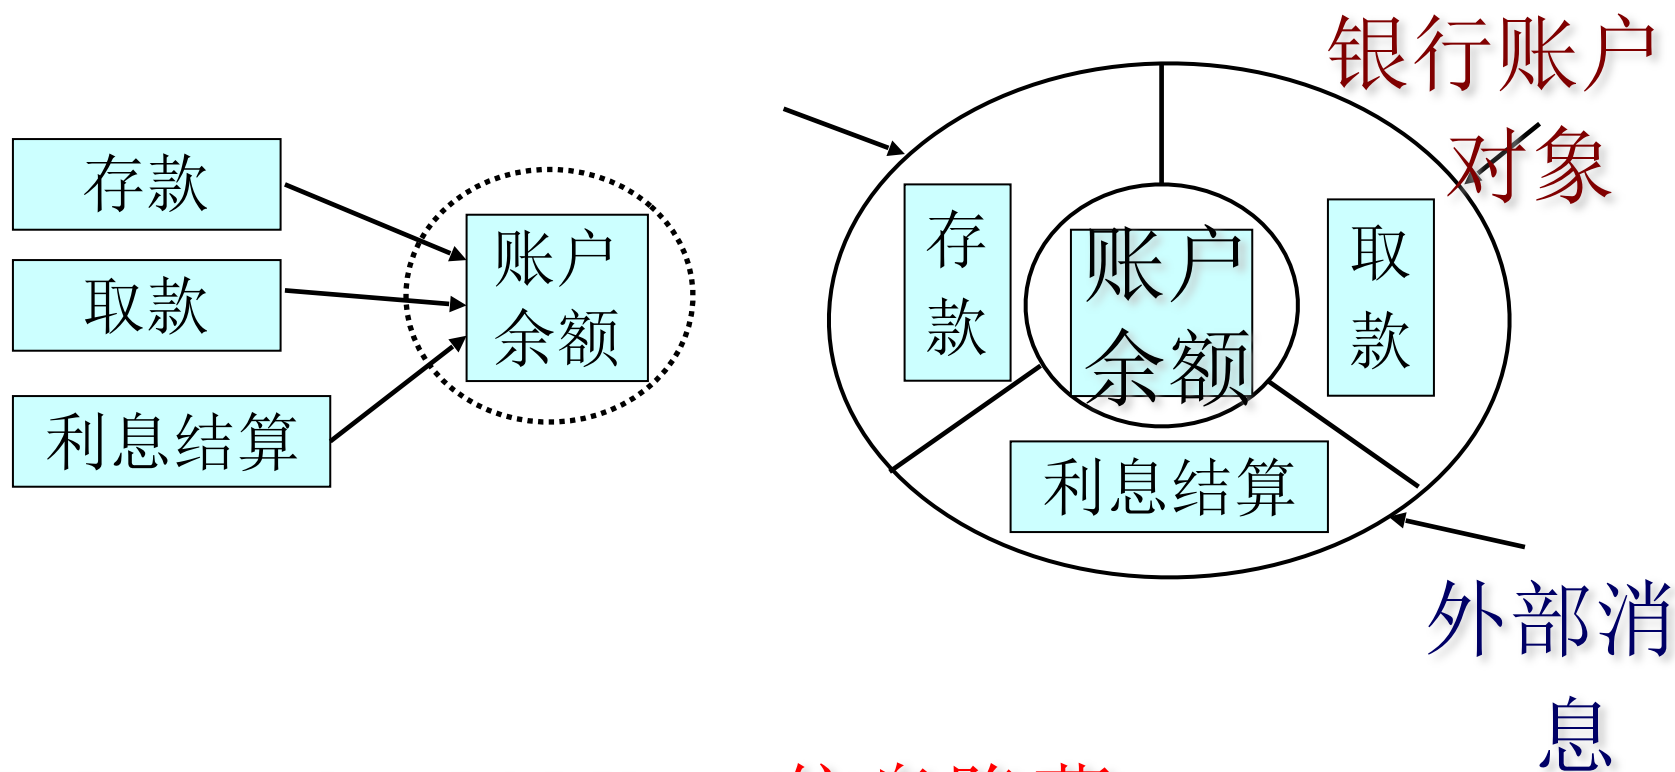 存款
取款
利息结算
账户
余额
银行账户
对象
存
款
账户
余额
取
款
利息结算
外部消
息